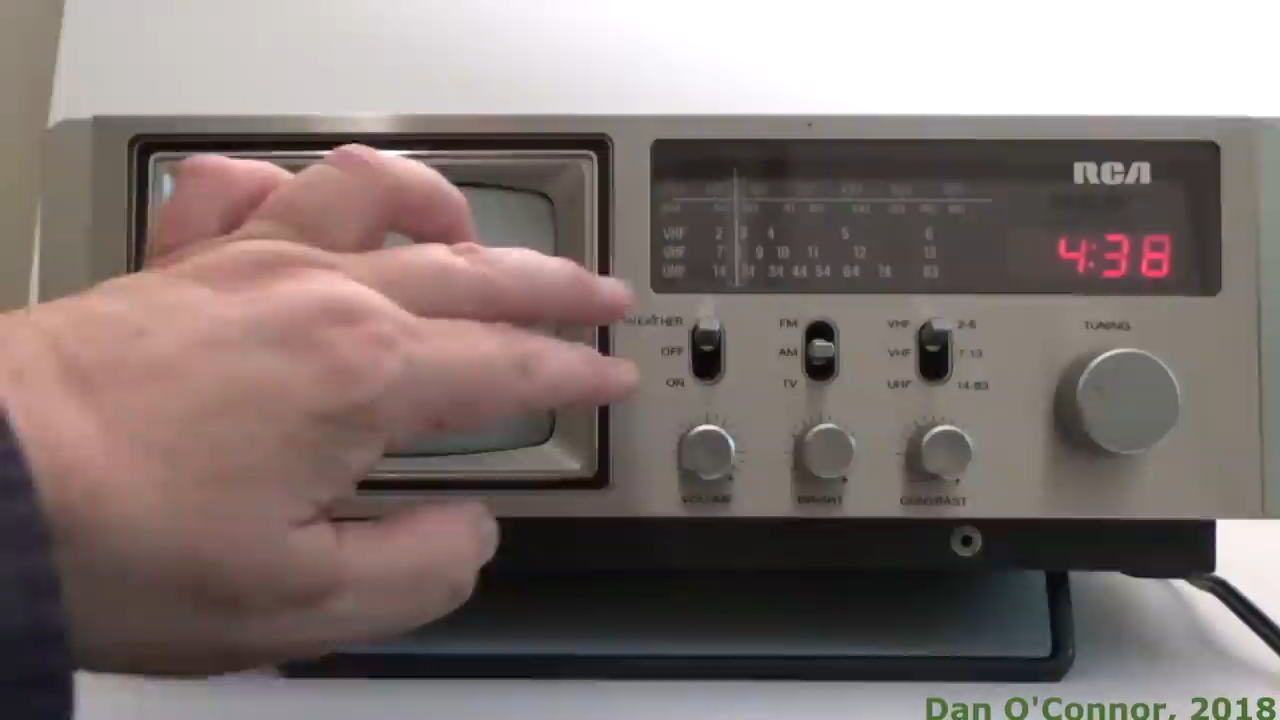 RCA
VHF 2 3 4 5 6
VHF 7 9 10 11 12 13
UHF 14 24 34 44 54 64 74 83
4:38
WEATHER
OFF
ON
FM
AM
TV
VHF 2-6
VHF 7-13
UHF 14-83
TUNING
VOLUME
BRIGHT
CONTRAST
Dan O'Connor, 2018